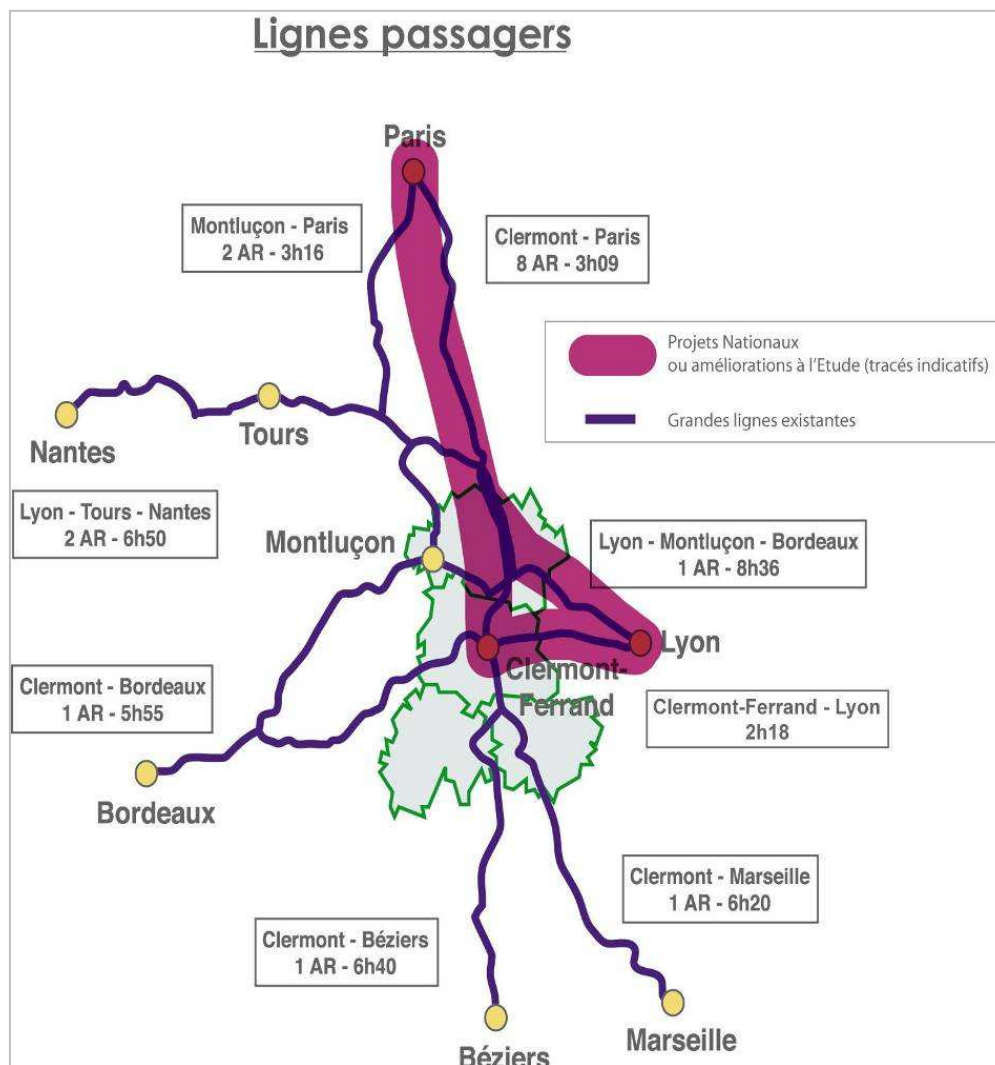 Lignes passagers
Paris
Montluçon - Paris
2 AR - 3h16
Clermont - Paris
8 AR - 3h09
Projets Nationaux
ou améliorations à l'Etude (tracés indicatifs)
Grandes lignes existantes
Nantes
Tours
Lyon - Tours - Nantes
2 AR - 6h50
Montluçon
Lyon - Montluçon - Bordeaux
1 AR - 8h36
Lyon
Clermont-
Ferrand
Clermont - Bordeaux
1 AR - 5h55
Clermont-Ferrand - Lyon
2h18
Bordeaux
Clermont - Marseille
1 AR - 6h20
Clermont - Béziers
1 AR - 6h40
Marseille
Béziers